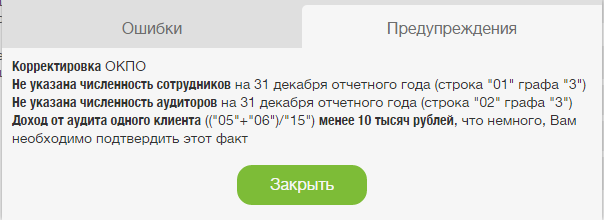 Ошибки
Предупреждения
Корректировка ОКПО
Не указана численность сотрудников на 31 декабря отчетного года (строка "01" графа "3")
Не указана численность аудиторов на 31 декабря отчетного года (строка "02" графа "3")
Доход от аудита одного клиента (("05"+"06")/"15") менее 10 тысяч рублей, что немного, Вам
необходимо подтвердить этот факт
Закрыть